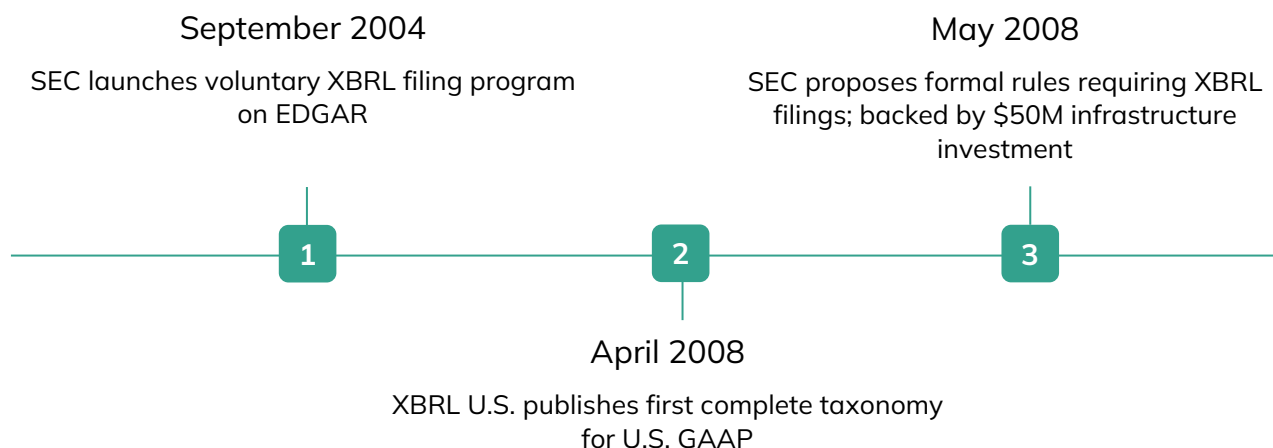 September 2004
SEC launches voluntary XBRL filing program
on EDGAR
May 2008
SEC proposes formal rules requiring XBRL
filings; backed by $50M infrastructure
investment
1
2
3
April 2008
XBRL U.S. publishes first complete taxonomy
for U.S. GAAP